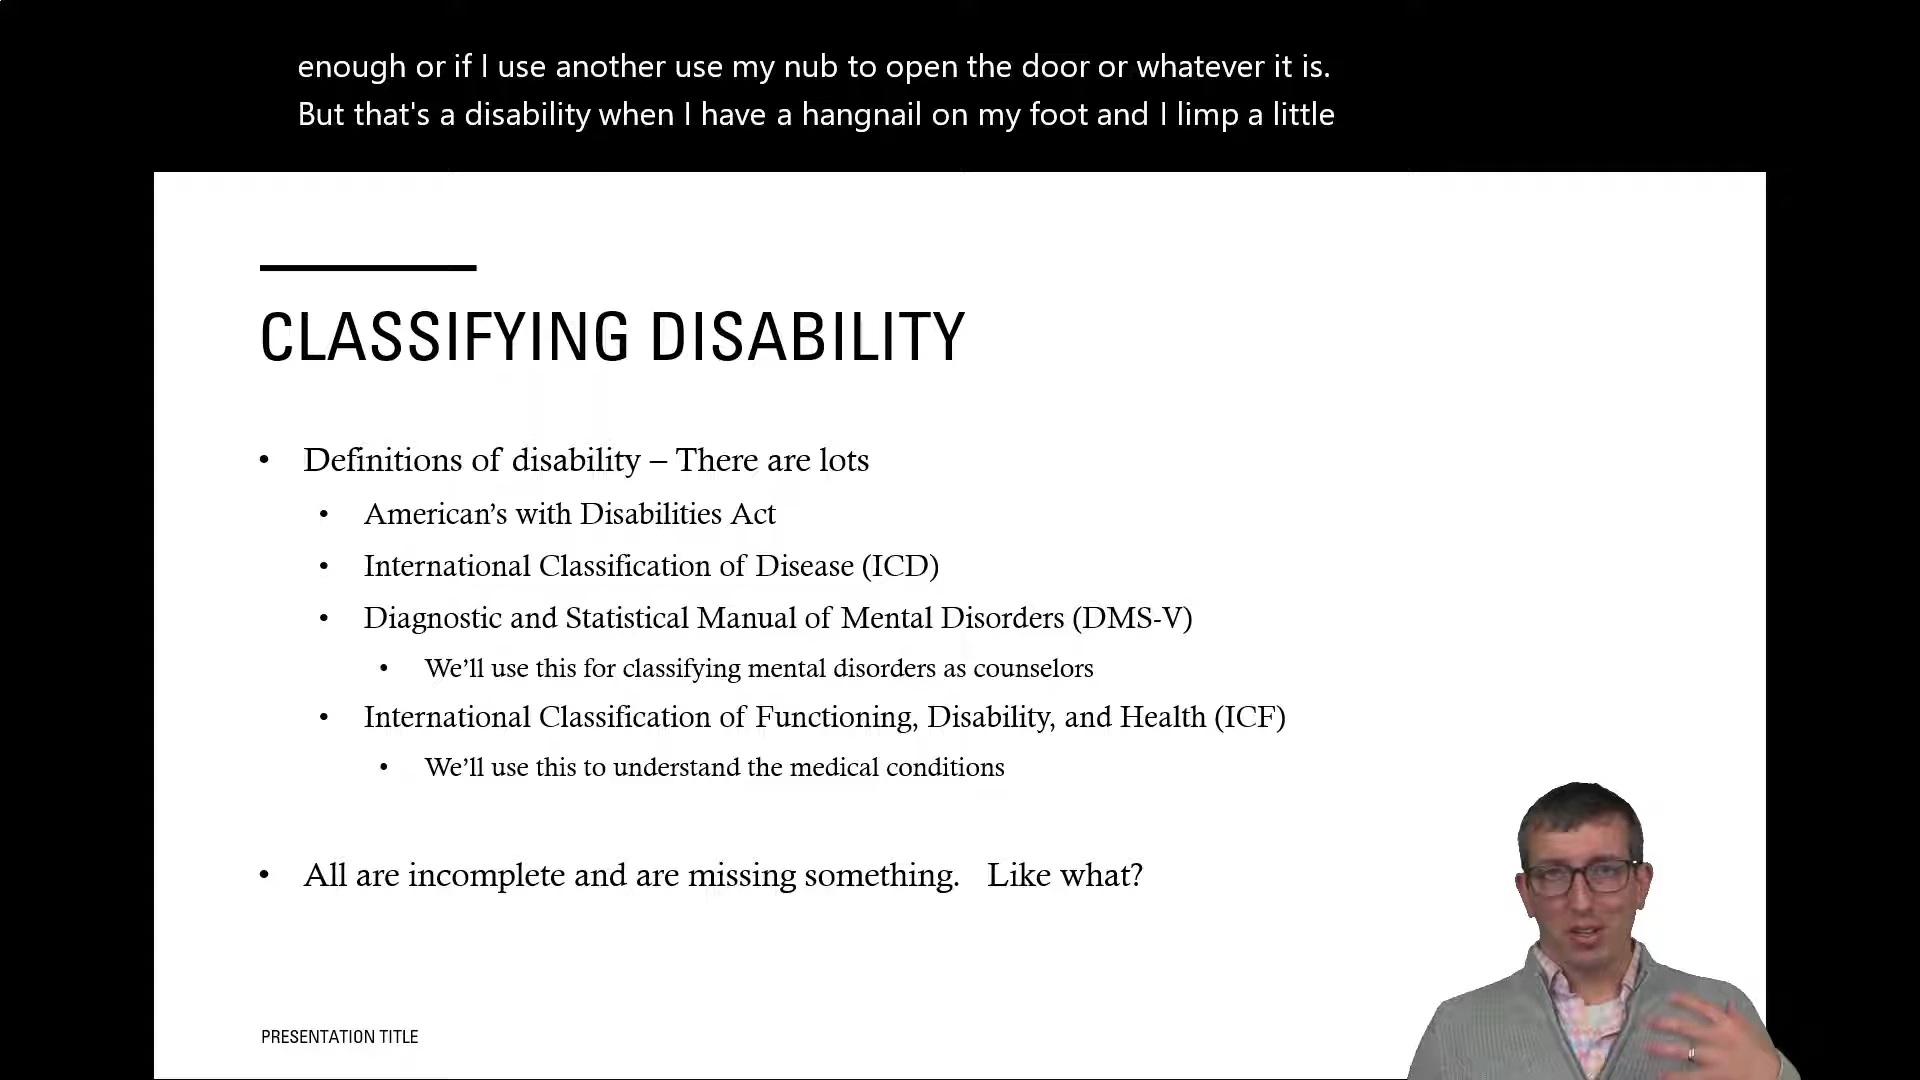 enough or if I use another use my nub to open the door or whatever it is.
But that's a disability when I have a hangnail on my foot and I limp a little
CLASSIFYING DISABILITY
• Definitions of disability – There are lots
• American’s with Disabilities Act
• International Classification of Disease (ICD)
• Diagnostic and Statistical Manual of Mental Disorders (DMS-V)
• We’ll use this for classifying mental disorders as counselors
• International Classification of Functioning, Disability, and Health (ICF)
• We’ll use this to understand the medical conditions
• All are incomplete and are missing something. Like what?
PRESENTATION TITLE